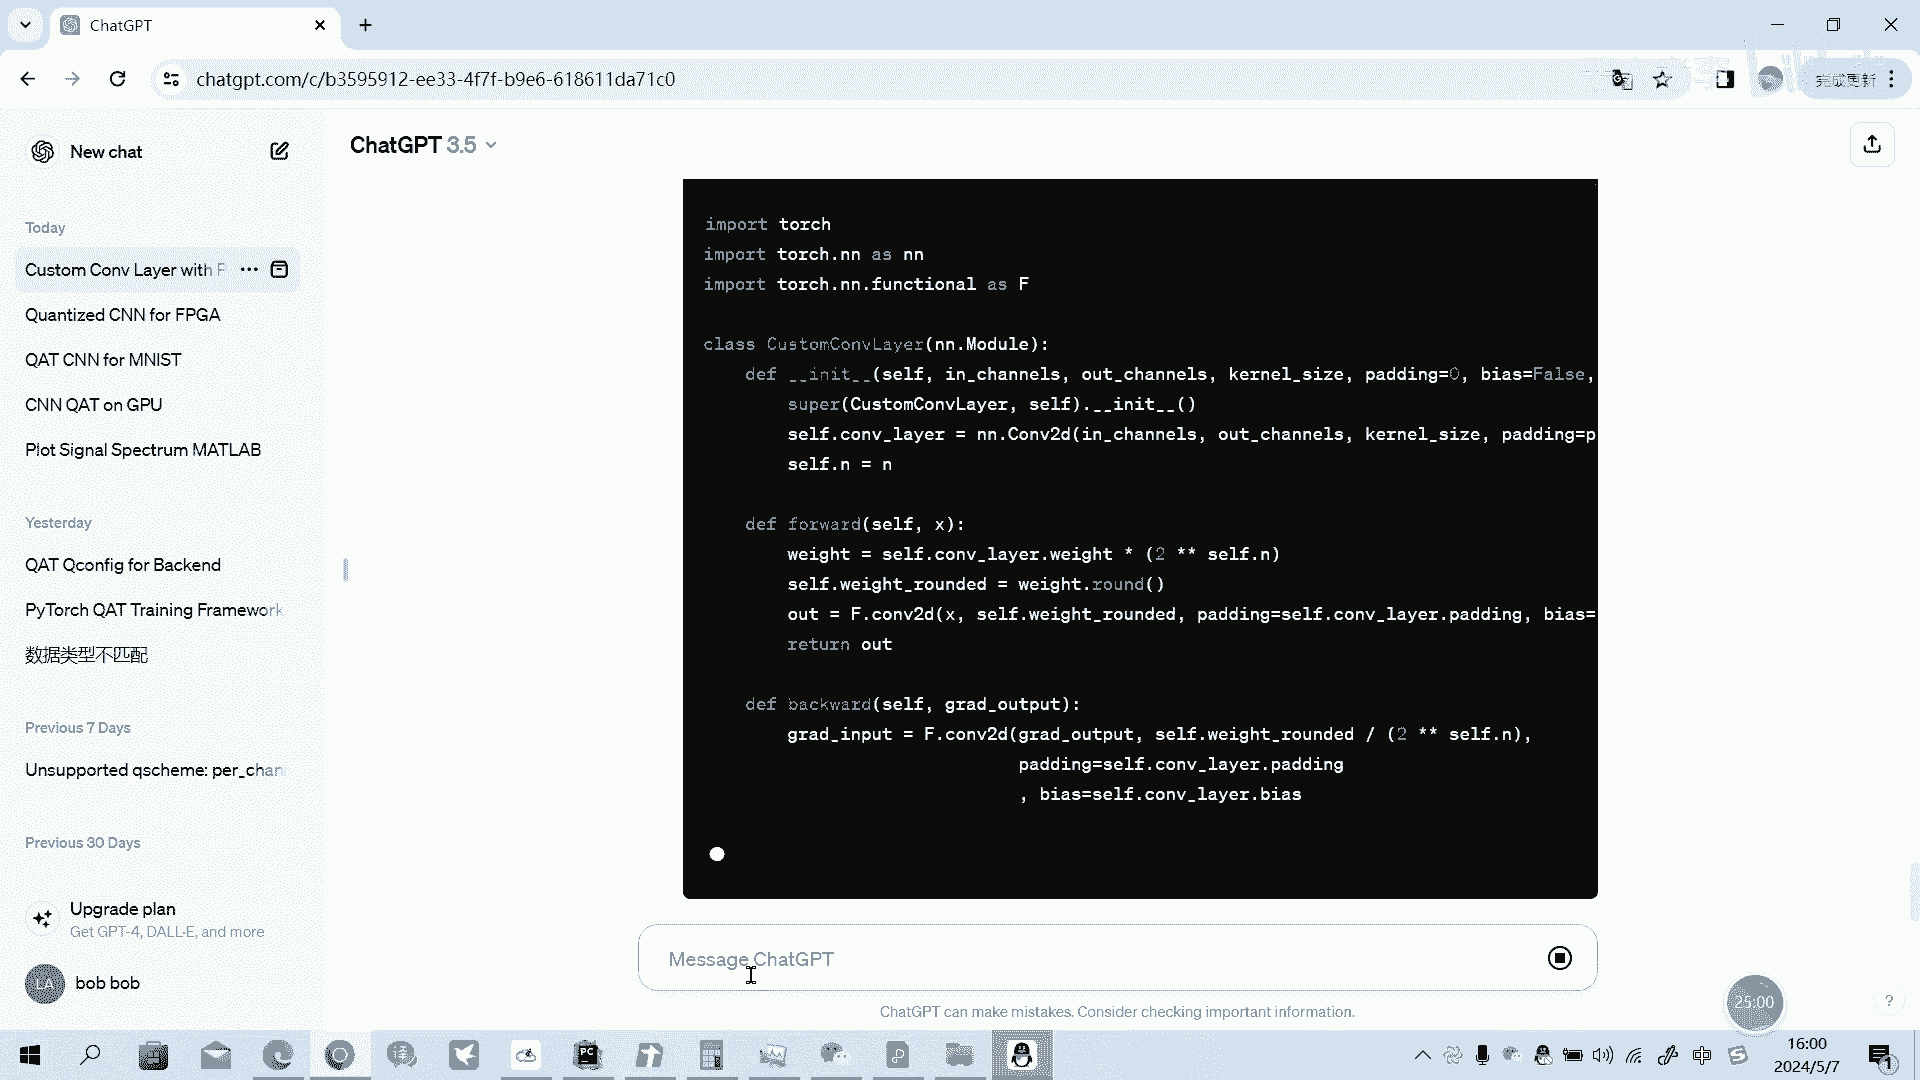 ChatGPT
chatgpt.com/c/b3595912-ee33-4f7f-b9e6-618611da71c0
完成更新
New chat
ChatGPT 3.5
Today
Custom Conv Layer with F
Quantized CNN for FPGA
QAT CNN for MNIST
CNN QAT on GPU
Plot Signal Spectrum MATLAB
Yesterday
QAT Qconfig for Backend
PyTorch QAT Training Framework
数据类型不匹配
Previous 7 Days
Unsupported qscheme: per_chan
Previous 30 Days
Upgrade plan
Get GPT-4, DALL·E, and more
LA
bob bob
import torch
import torch.nn as nn
import torch.nn.functional as F
class CustomConvLayer(nn.Module):
def __init__(self, in_channels, out_channels, kernel_size, padding=0, bias=False,
super(CustomConvLayer, self).__init__()
self.conv_layer = nn.Conv2d(in_channels, out_channels, kernel_size, padding=p
self.n = n
def forward(self, x):
weight = self.conv_layer.weight * (2 ** self.n)
self.weight_rounded = weight.round()
out = F.conv2d(x, self.weight_rounded, padding=self.conv_layer.padding, bias=
return out
def backward(self, grad_output):
grad_input = F.conv2d(grad_output, self.weight_rounded / (2 ** self.n),
padding=self.conv_layer.padding
, bias=self.conv_layer.bias
Message ChatGPT
ChatGPT can make mistakes. Consider checking important information.
25:00
?
PC
译
中
S
16:00
2024/5/7
1